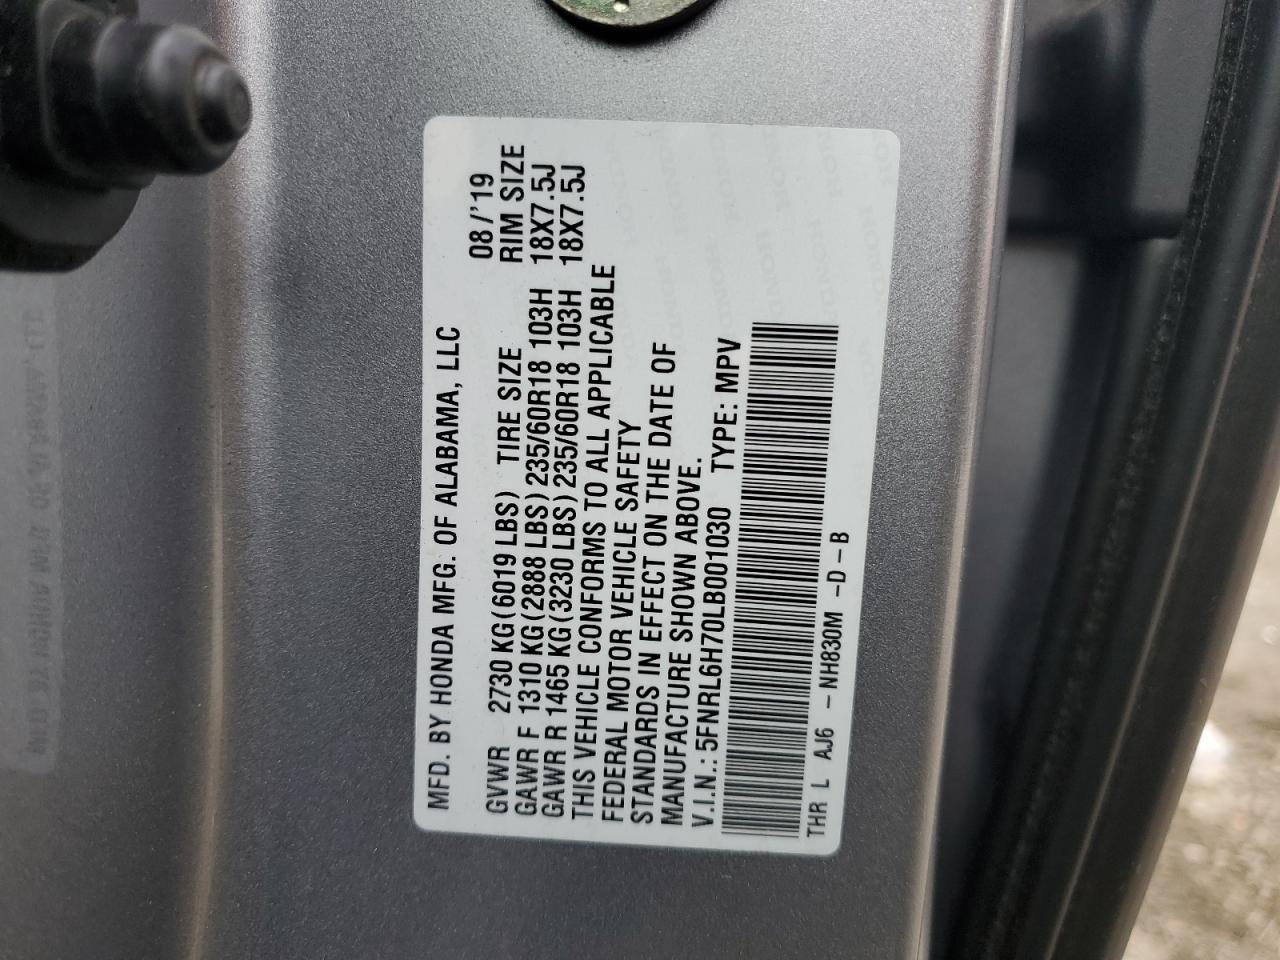 MFD. BY HONDA MFG. OF ALABAMA, LLC
08/'19
GVWR 2730 KG(6019 LBS) TIRE SIZE RIM SIZE
GAWR F 1310 KG(2888 LBS) 235/60R18 103H 18X7.5J
GAWR R 1465 KG(3230 LBS) 235/60R18 103H 18X7.5J
THIS VEHICLE CONFORMS TO ALL APPLICABLE
FEDERAL MOTOR VEHICLE SAFETY
STANDARDS IN EFFECT ON THE DATE OF
MANUFACTURE SHOWN ABOVE.
V.I.N.: 5FNRL6H70LB001030 TYPE: MPV
THR L AJ6 - NH830M - D - B